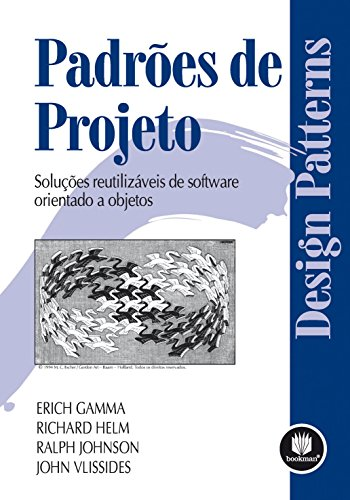 Padrões de
Projeto
Soluções reutilizáveis de software
orientado a objetos
Design Patterns
© 1994 M.C. Escher / Cordon Art - Baarn - Holland. Todos os direitos reservados.
ERICH GAMMA
RICHARD HELM
RALPH JOHNSON
JOHN VLISSIDES
bookman